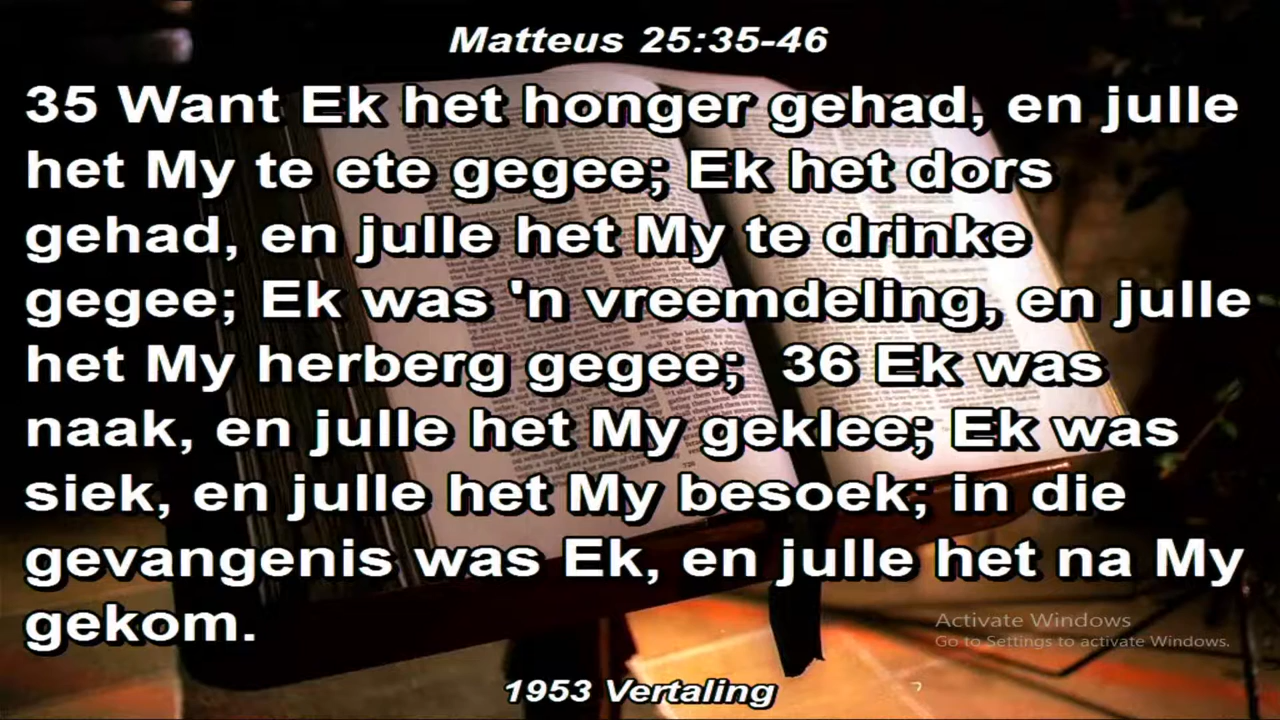 Matteus 25:35-46
35 Want Ek het honger gehad, en julle
het My te ete gegee; Ek het dors
gehad, en julle het My te drinke
gegee; Ek was 'n vreemdeling, en julle
het My herberg gegee;  36 Ek was
naak, en julle het My geklee; Ek was
siek, en julle het My besoek; in die
gevangenis was Ek, en julle het na My
gekom.
Activate Windows
Go to Settings to activate Windows.
1953 Vertaling